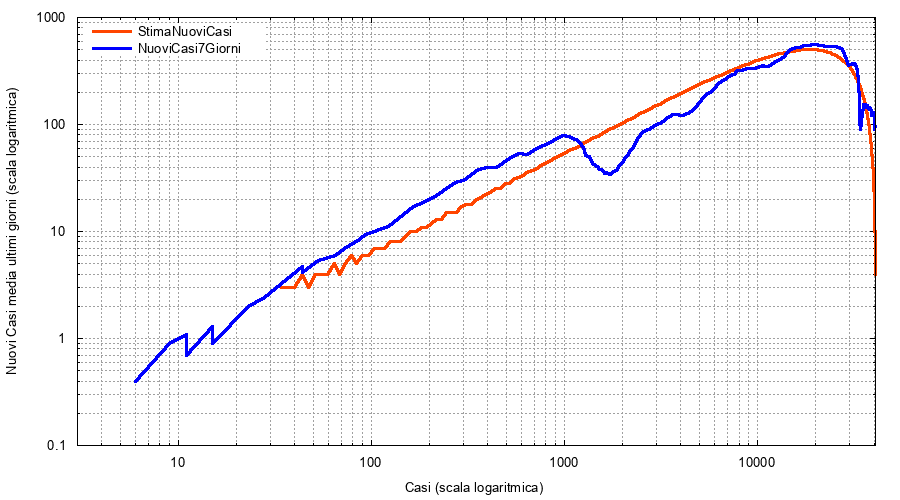 1000
StimaNuoviCasi
NuoviCasi7Giorni
100
10
1
0.1
Nuovi Casi media ultimi giorni (scala logaritmica)
10 100 1000 10000
Casi (scala logaritmica)